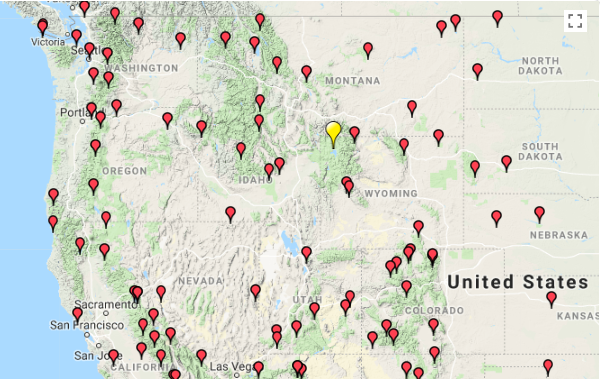 Victoria
Seattle
WASHINGTON
MONTANA
NORTH
DAKOTA
Portland
OREGON
IDAHO
SOUTH
DAKOTA
WYOMING
NEBRASKA
United States
NEVADA
UTAH
COLORADO
KANSAS
Sacramento
San Francisco
San Jose
CALIFORNIA
Las Vegas